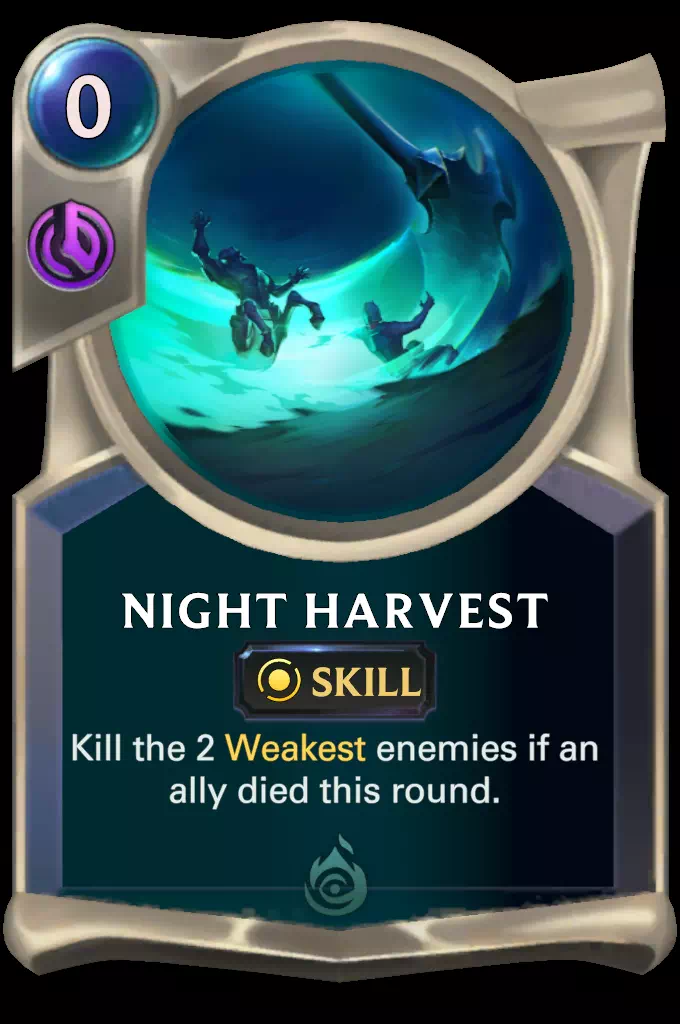 0
NIGHT HARVEST
SKILL
Kill the 2 Weakest enemies if an
ally died this round.